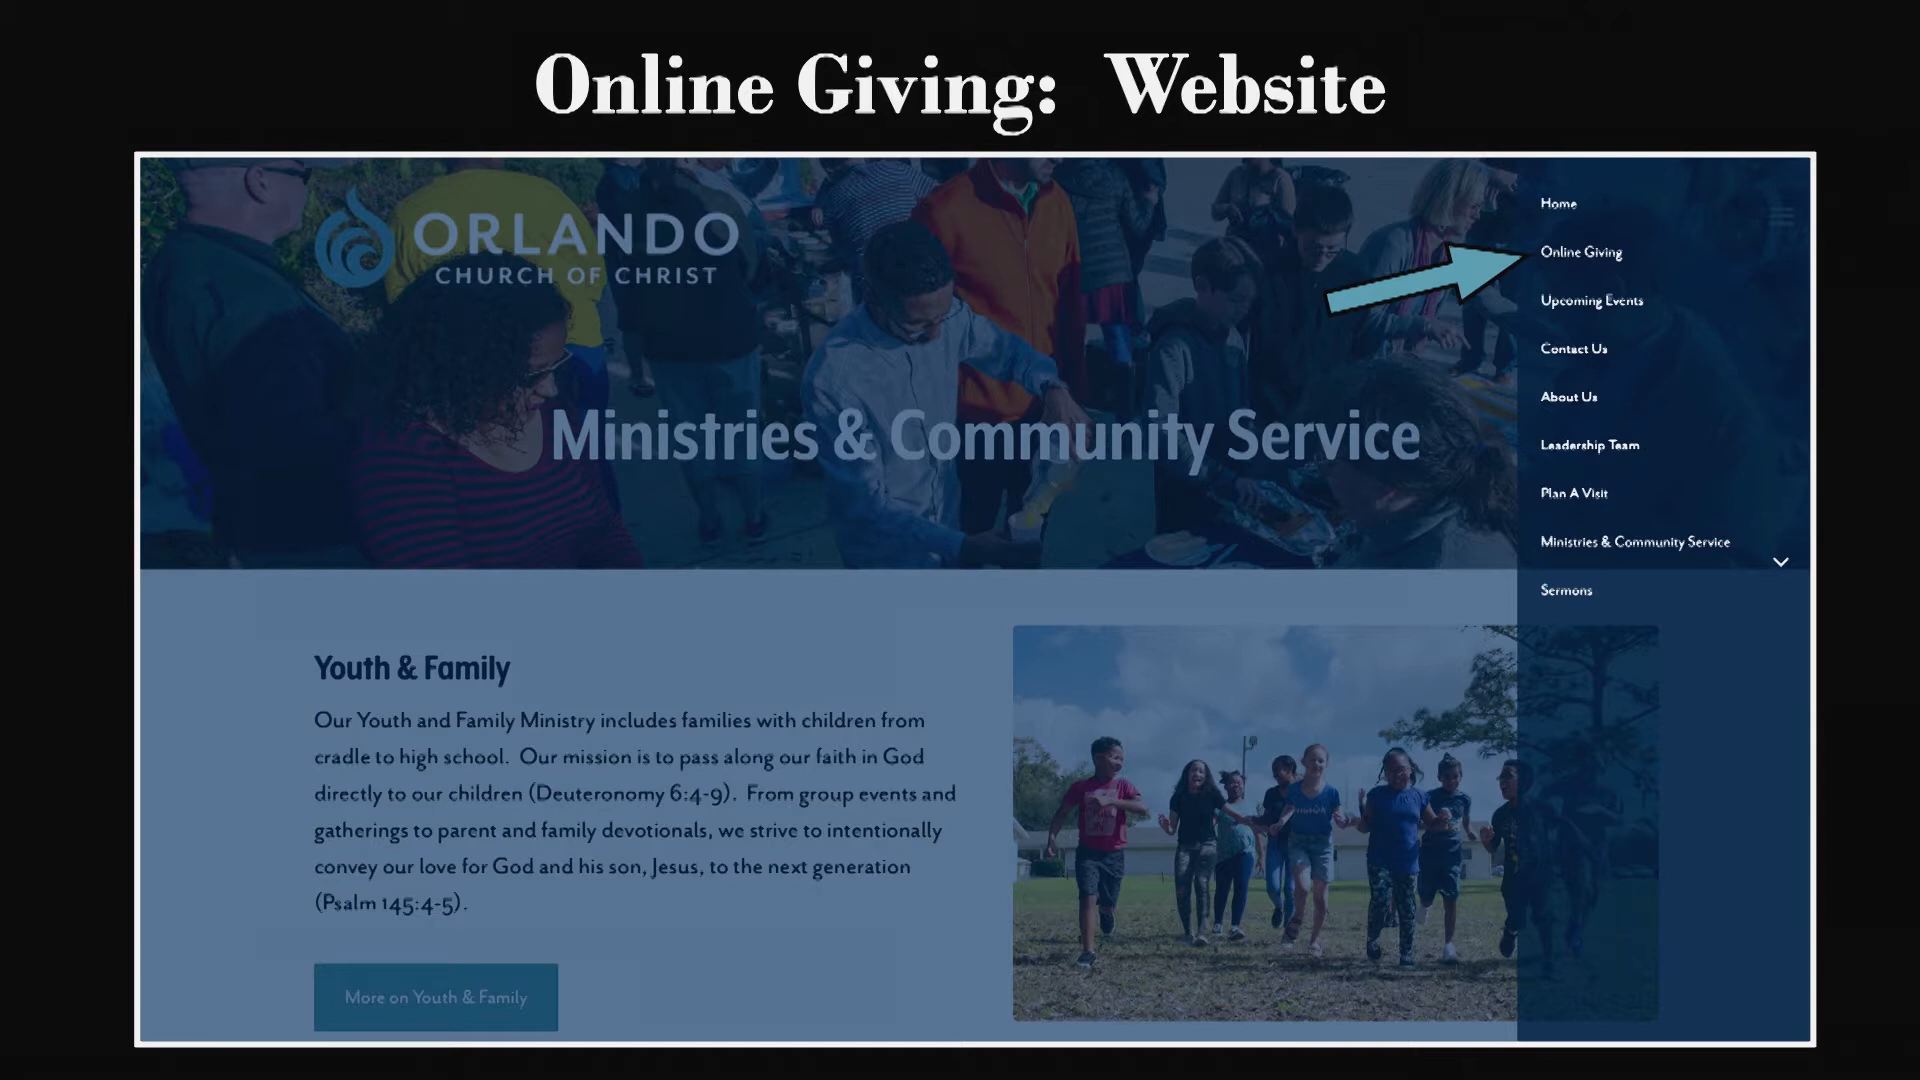 Online Giving: Website
ORLANDO
CHURCH OF CHRIST
Ministries & Community Service
Home
Online Giving
Upcoming Events
Contact Us
About Us
Leadership Team
Plan A Visit
Ministries & Community Service
Sermons
Youth & Family
Our Youth and Family Ministry includes families with children from
cradle to high school. Our mission is to pass along our faith in God
directly to our children (Deuteronomy 6:4-9). From group events and
gatherings to parent and family devotionals, we strive to intentionally
convey our love for God and his son, Jesus, to the next generation
(Psalm 145:4-5).
More on Youth & Family